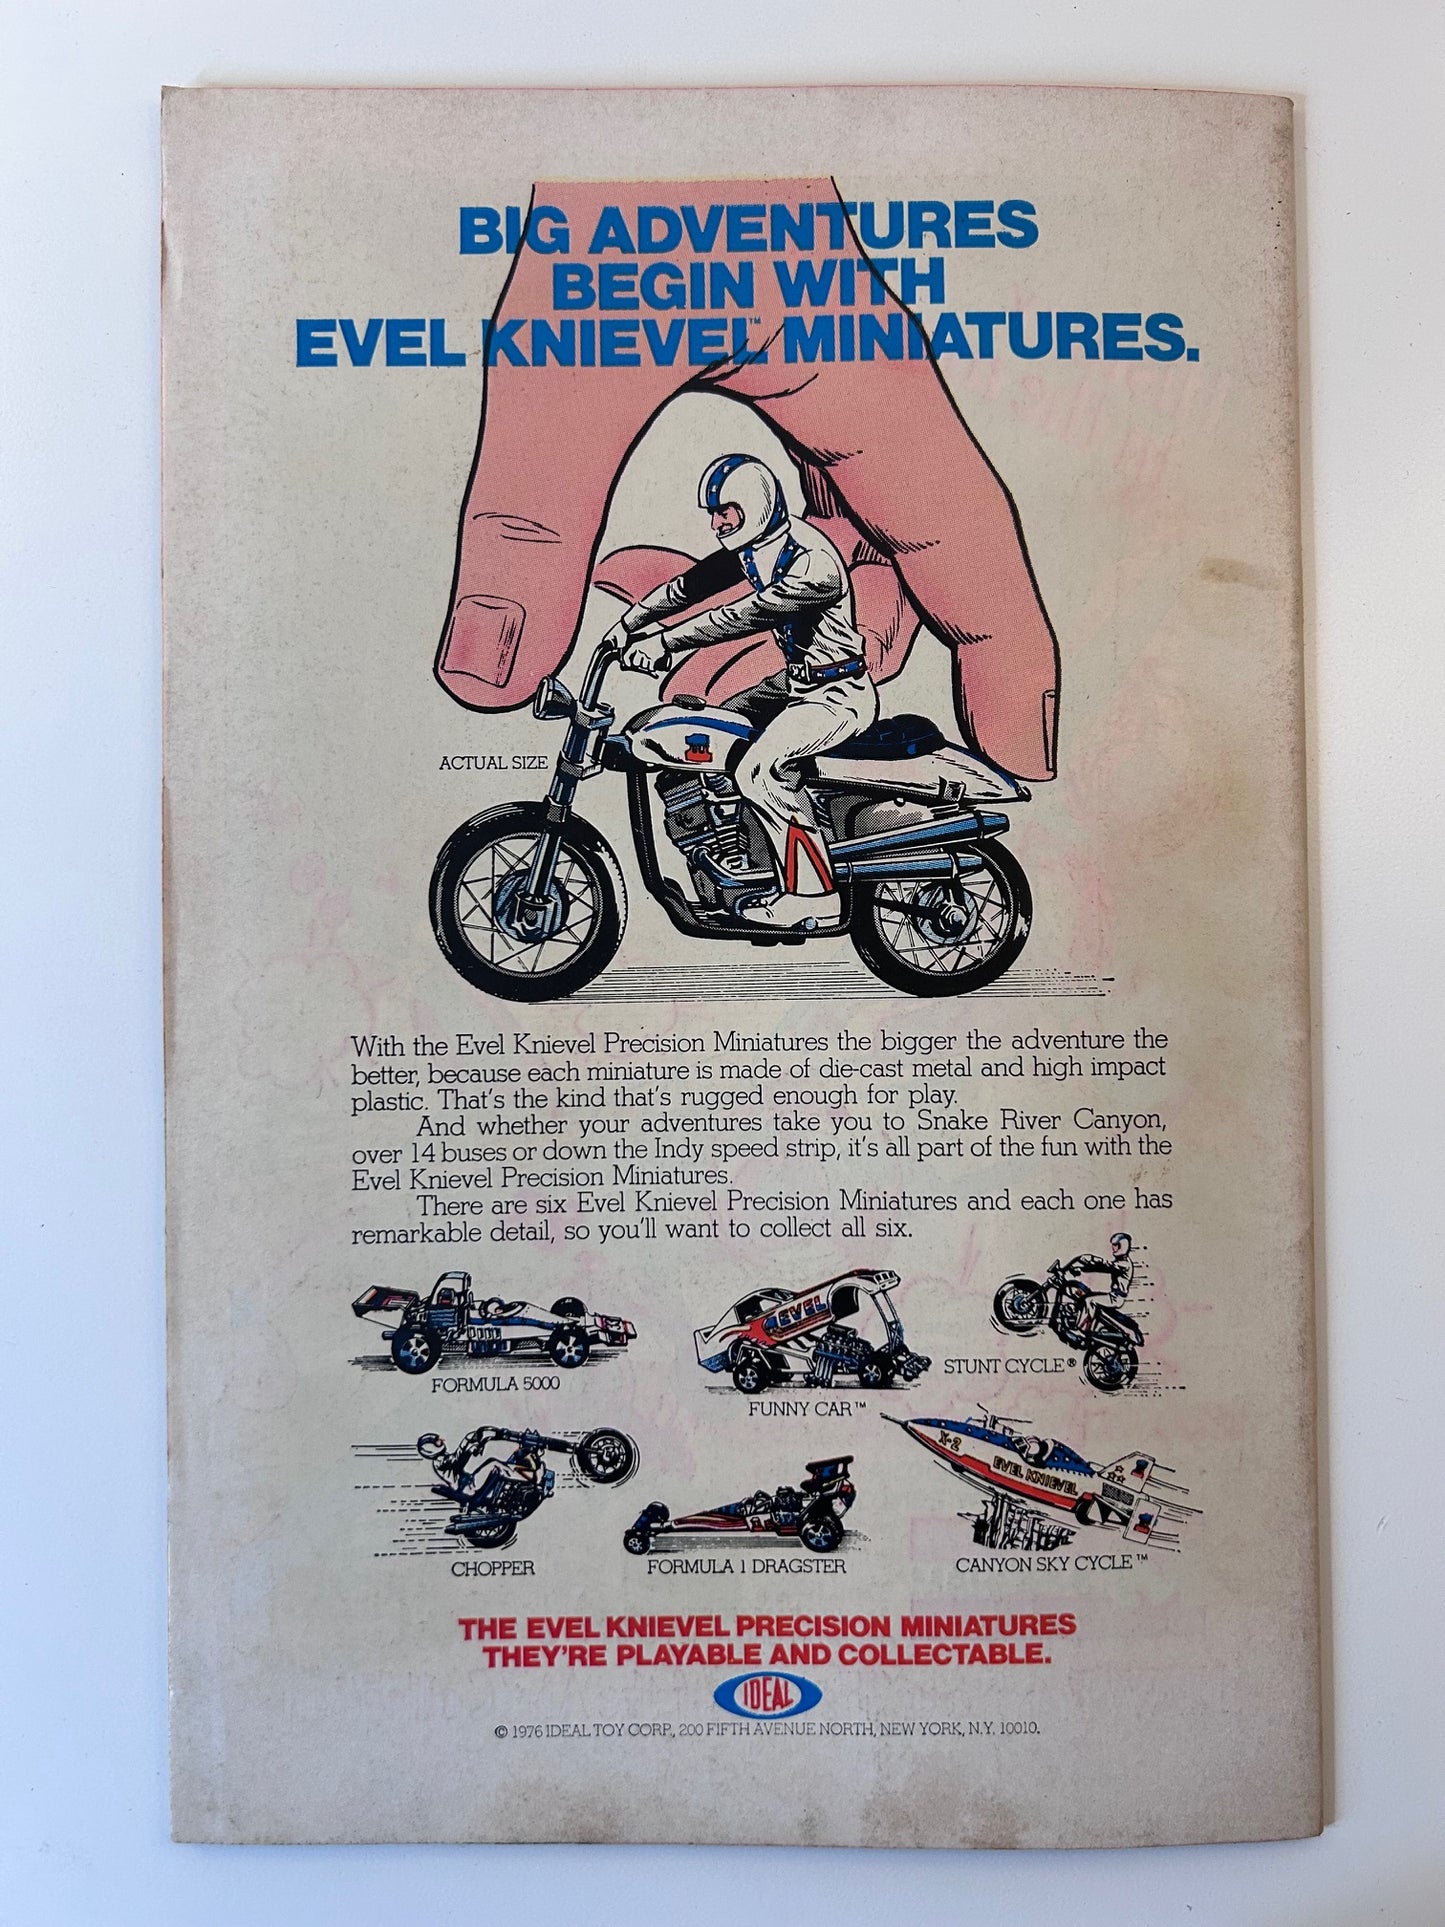 BIG ADVENTURES
BEGIN WITH
EVEL KNIEVEL™ MINIATURES.
ACTUAL SIZE
With the Evel Knievel Precision Miniatures the bigger the adventure the
better, because each miniature is made of die-cast metal and high impact
plastic. That's the kind that's rugged enough for play.
And whether your adventures take you to Snake River Canyon,
over 14 buses or down the Indy speed strip, it's all part of the fun with the
Evel Knievel Precision Miniatures.
There are six Evel Knievel Precision Miniatures and each one has
remarkable detail, so you'll want to collect all six.
EVEL
STUNT CYCLE®
FORMULA 5000
FUNNY CAR™
X-2
EVEL KNIEVEL
CHOPPER
FORMULA 1 DRAGSTER
CANYON SKY CYCLE™
THE EVEL KNIEVEL PRECISION MINIATURES
THEY'RE PLAYABLE AND COLLECTABLE.
IDEAL
© 1976 IDEAL TOY CORP., 200 FIFTH AVENUE NORTH, NEW YORK, N.Y. 10010.